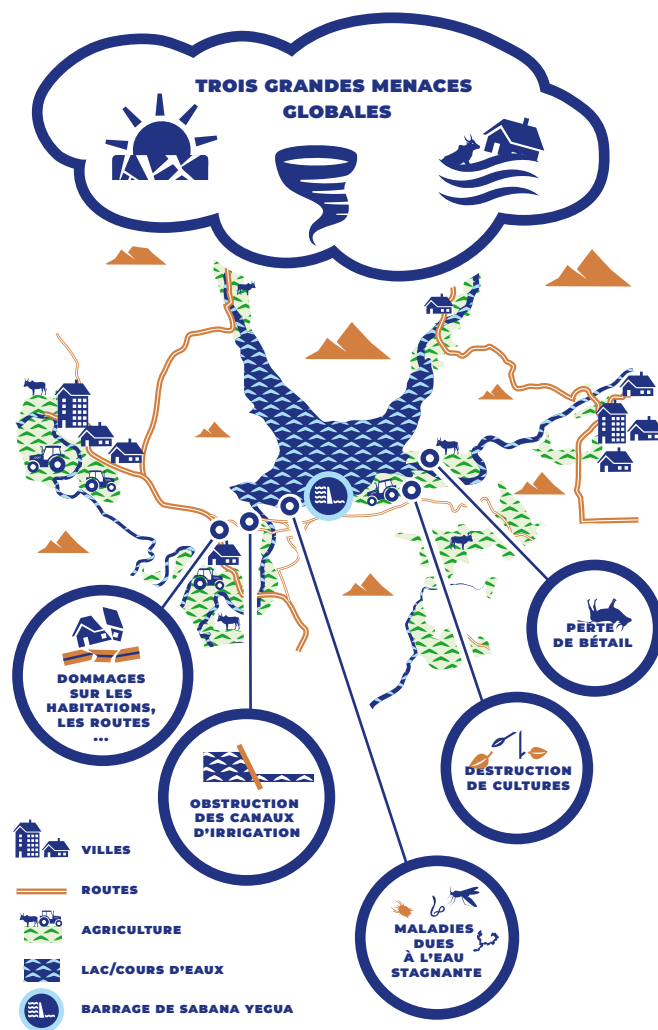 TROIS GRANDES MENACES
GLOBALES
PERTE
DE BÉTAIL
DOMMAGES
SUR LES
HABITATIONS,
LES ROUTES
...
DESTRUCTION
DE CULTURES
OBSTRUCTION
DES CANAUX
D'IRRIGATION
MALADIES
DUES
À L'EAU
STAGNANTE
VILLES
ROUTES
AGRICULTURE
LAC/COURS D'EAUX
BARRAGE DE SABANA YEGUA